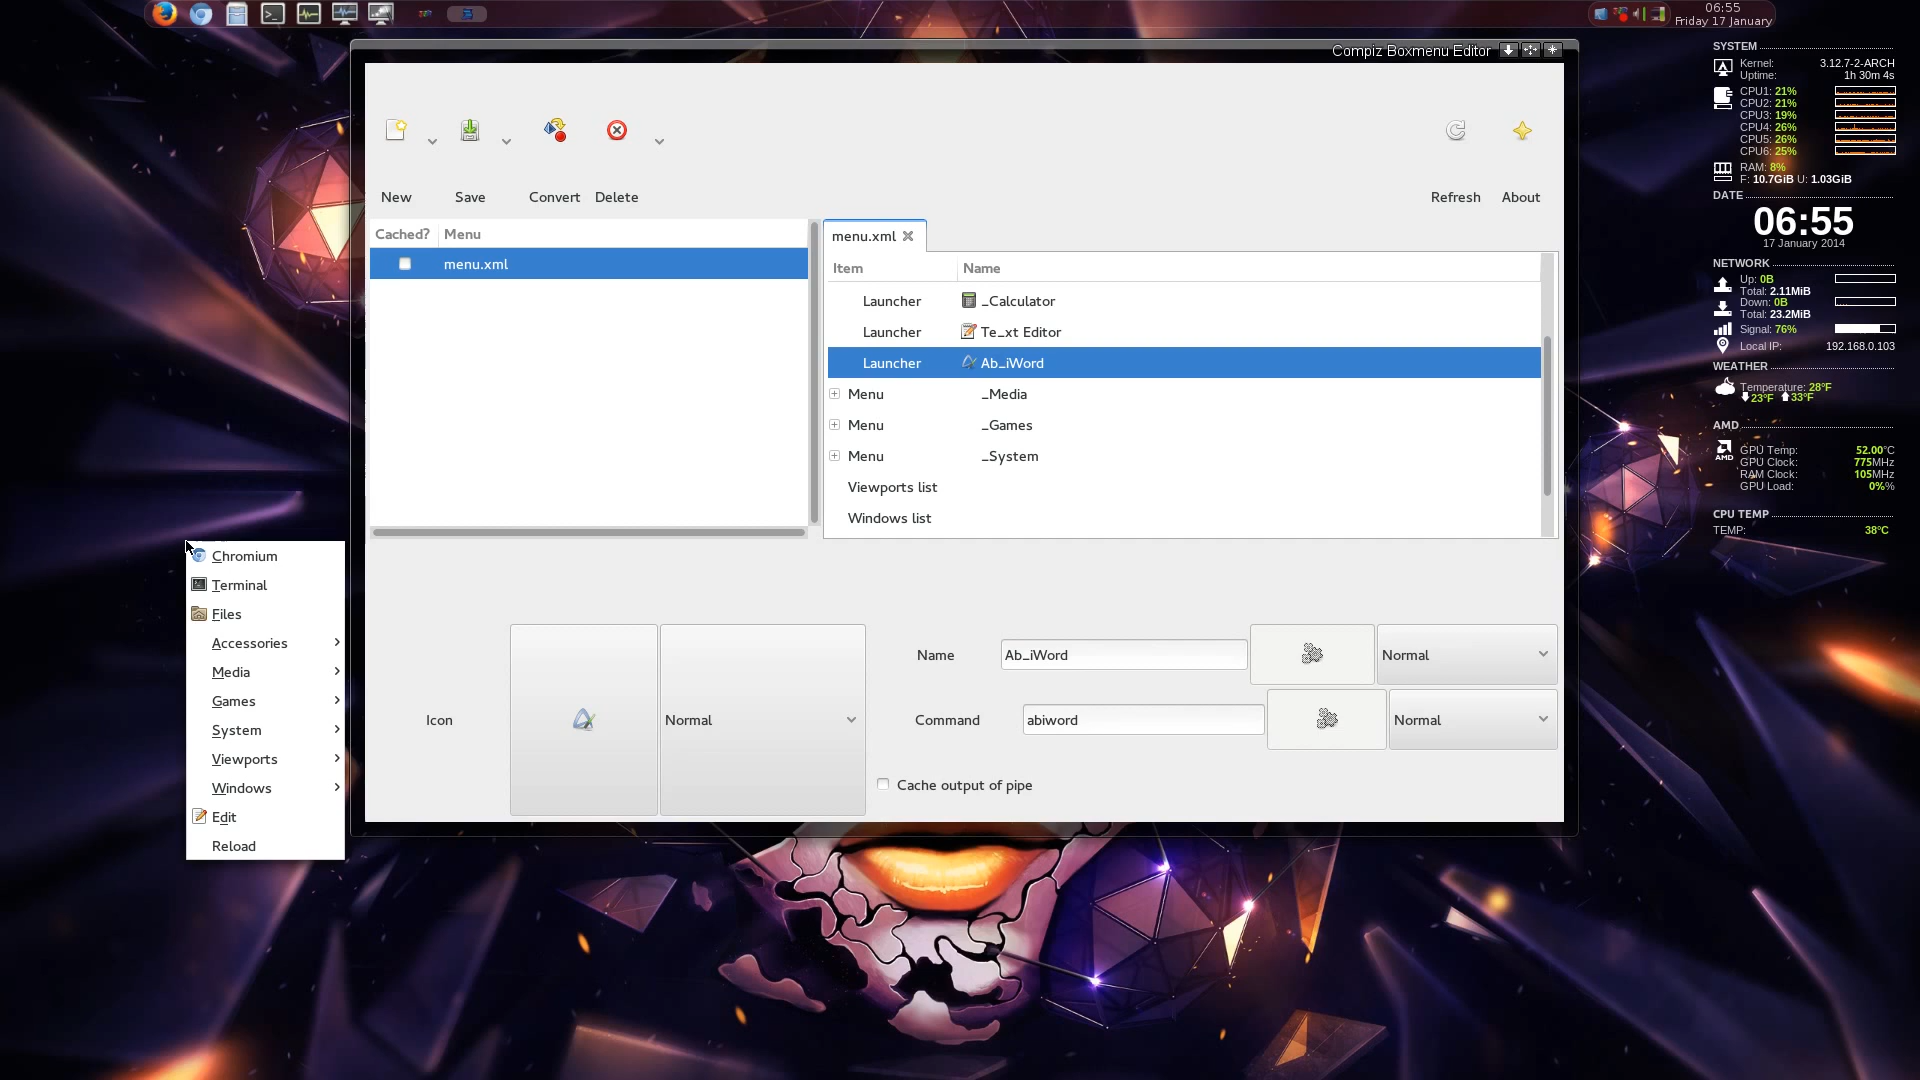 06:55
Friday 17 January
Compiz Boxmenu Editor
New
Save
Convert
Delete
Refresh
About
Cached?
Menu
menu.xml
menu.xml
Item
Name
Launcher
_Calculator
Launcher
Te_xt Editor
Launcher
Ab_iWord
Menu
_Media
Menu
_Games
Menu
_System
Viewports list
Windows list
Icon
Normal
Name
Ab_iWord
Normal
Command
abiword
Normal
Cache output of pipe
Chromium
Terminal
Files
Accessories
Media
Games
System
Viewports
Windows
Edit
Reload
SYSTEM
Kernel: 3.12.7-2-ARCH
Uptime: 1h 30m 4s
CPU1: 21%
CPU2: 21%
CPU3: 19%
CPU4: 26%
CPU5: 26%
CPU6: 25%
RAM: 8%
F: 10.7GiB U: 1.03GiB
DATE
06:55
17 January 2014
NETWORK
Up: 0B
Total: 2.11MiB
Down: 0B
Total: 23.2MiB
Signal: 76%
Local IP: 192.168.0.103
WEATHER
Temperature: 28°F
23°F 33°F
AMD
AMD
GPU Temp: 52.00°C
GPU Clock: 775MHz
RAM Clock: 105MHz
GPU Load: 0%%
CPU TEMP
TEMP: 38°C